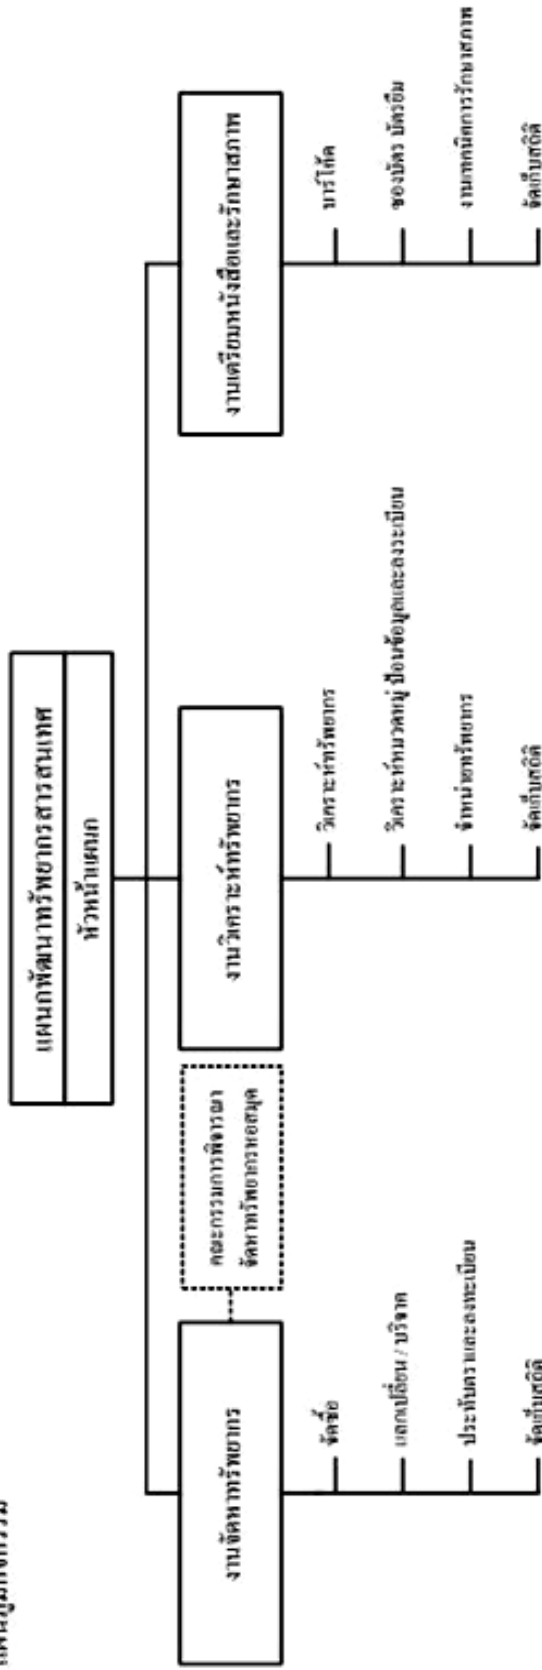 แผนภูมิกิจกรรม
แผนกพัฒนาทรัพยากรสารสนเทศ
หัวหน้าแผนก
งานจัดหาทรัพยากร
คณะกรรมการพิจารณา
จัดหาทรัพยากรหอสมุด
งานวิเคราะห์ทรัพยากร
งานเตรียมหนังสือและรักษาสภาพ
จัดซื้อ
แลกเปลี่ยน / บริจาค
ประทับตราและลงทะเบียน
จัดเก็บสถิติ
วิเคราะห์ทรัพยากร
วิเคราะห์หมวดหมู่ ป้อนข้อมูลและลงระเบียน
จำหน่ายทรัพยากร
จัดเก็บสถิติ
บาร์โค้ด
ซองบัตร บัตรยืม
งานเทคนิคการรักษาสภาพ
จัดเก็บสถิติ